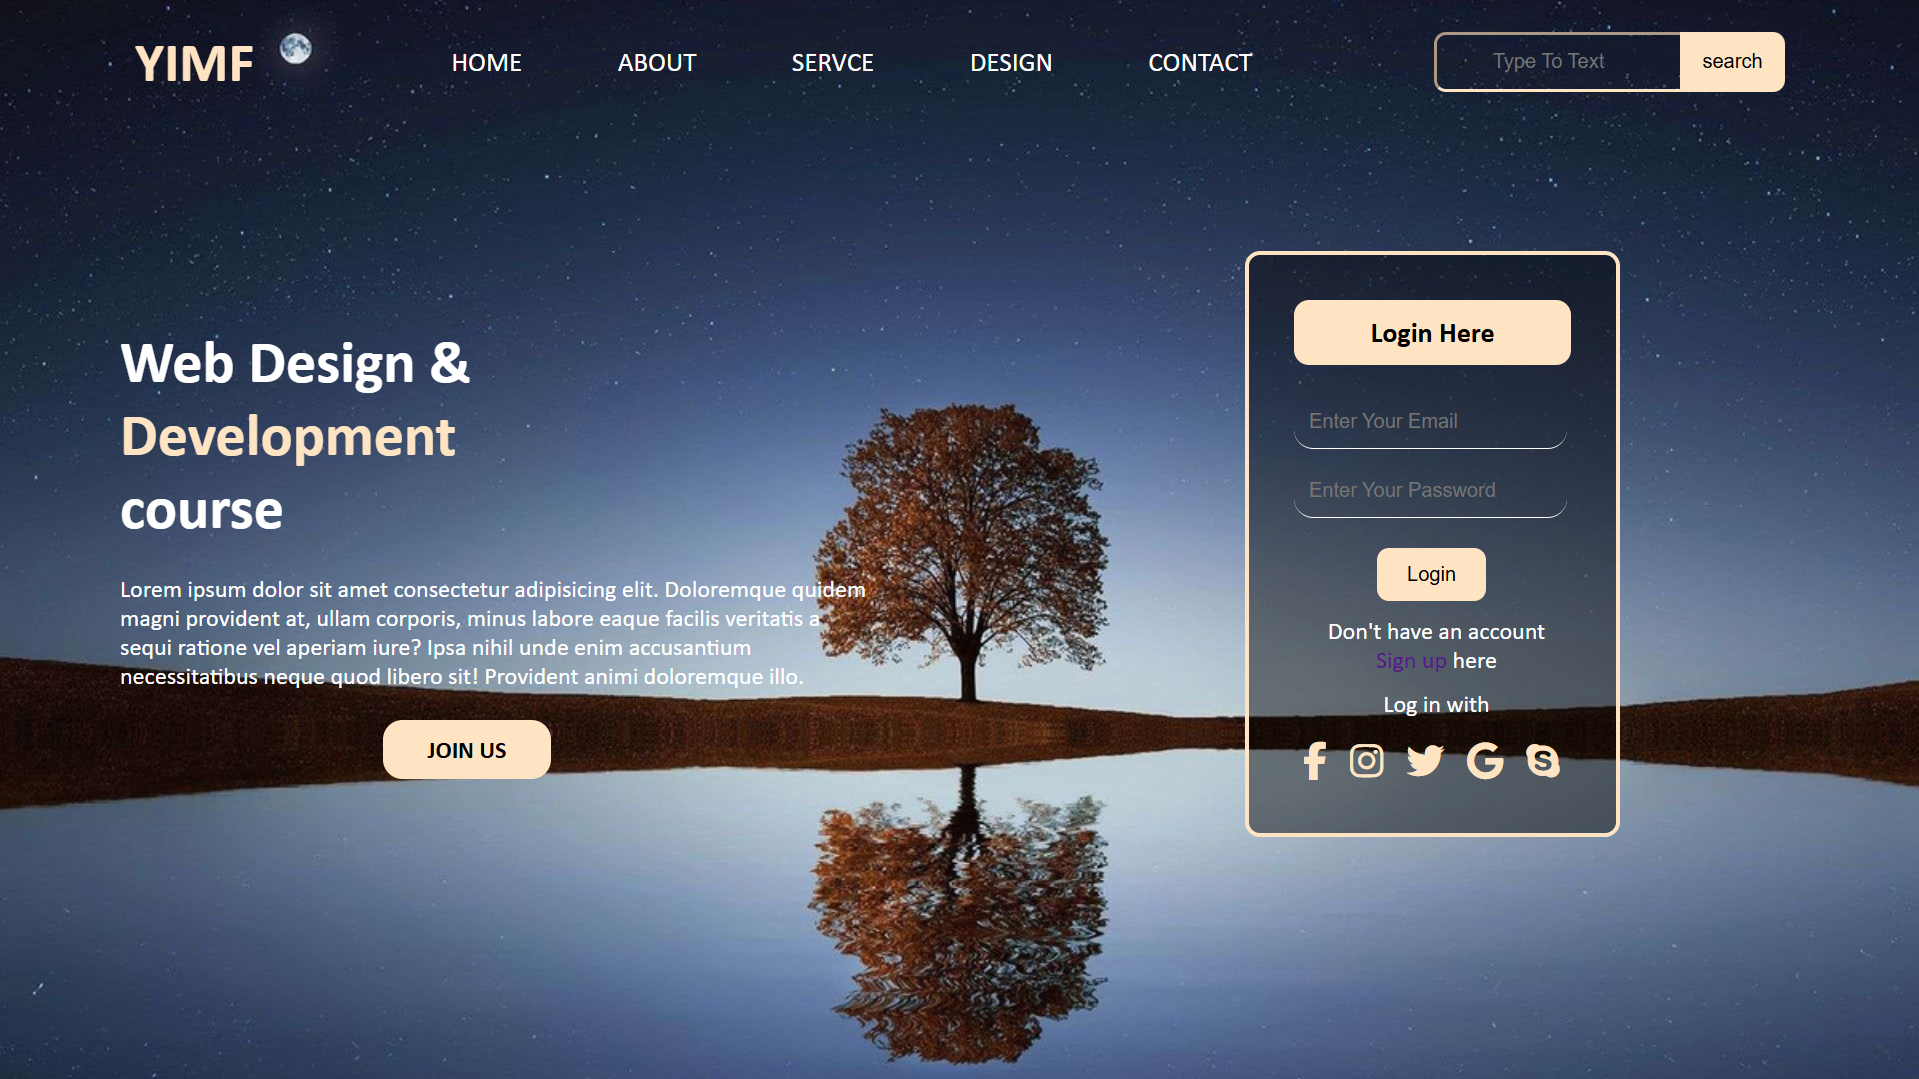 YIMF
HOME ABOUT SERVCE DESIGN CONTACT
Type To Text search
Web Design &
Development
course
Lorem ipsum dolor sit amet consectetur adipisicing elit. Doloremque quidem
magni provident at, ullam corporis, minus labore eaque facilis veritatis a
sequi ratione vel aperiam iure? Ipsa nihil unde enim accusantium
necessitatibus neque quod libero sit! Provident animi doloremque illo.
JOIN US
Login Here
Enter Your Email
Enter Your Password
Login
Don't have an account
Sign up here
Log in with